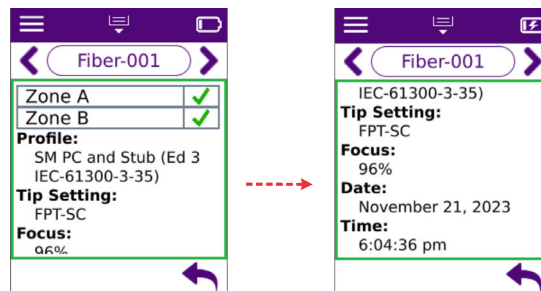 Fiber-001
Zone A
Zone B
Profile:
SM PC and Stub (Ed 3
IEC-61300-3-35)
Tip Setting:
FPT-SC
Focus:
96%
Fiber-001
IEC-61300-3-35)
Tip Setting:
FPT-SC
Focus:
96%
Date:
November 21, 2023
Time:
6:04:36 pm